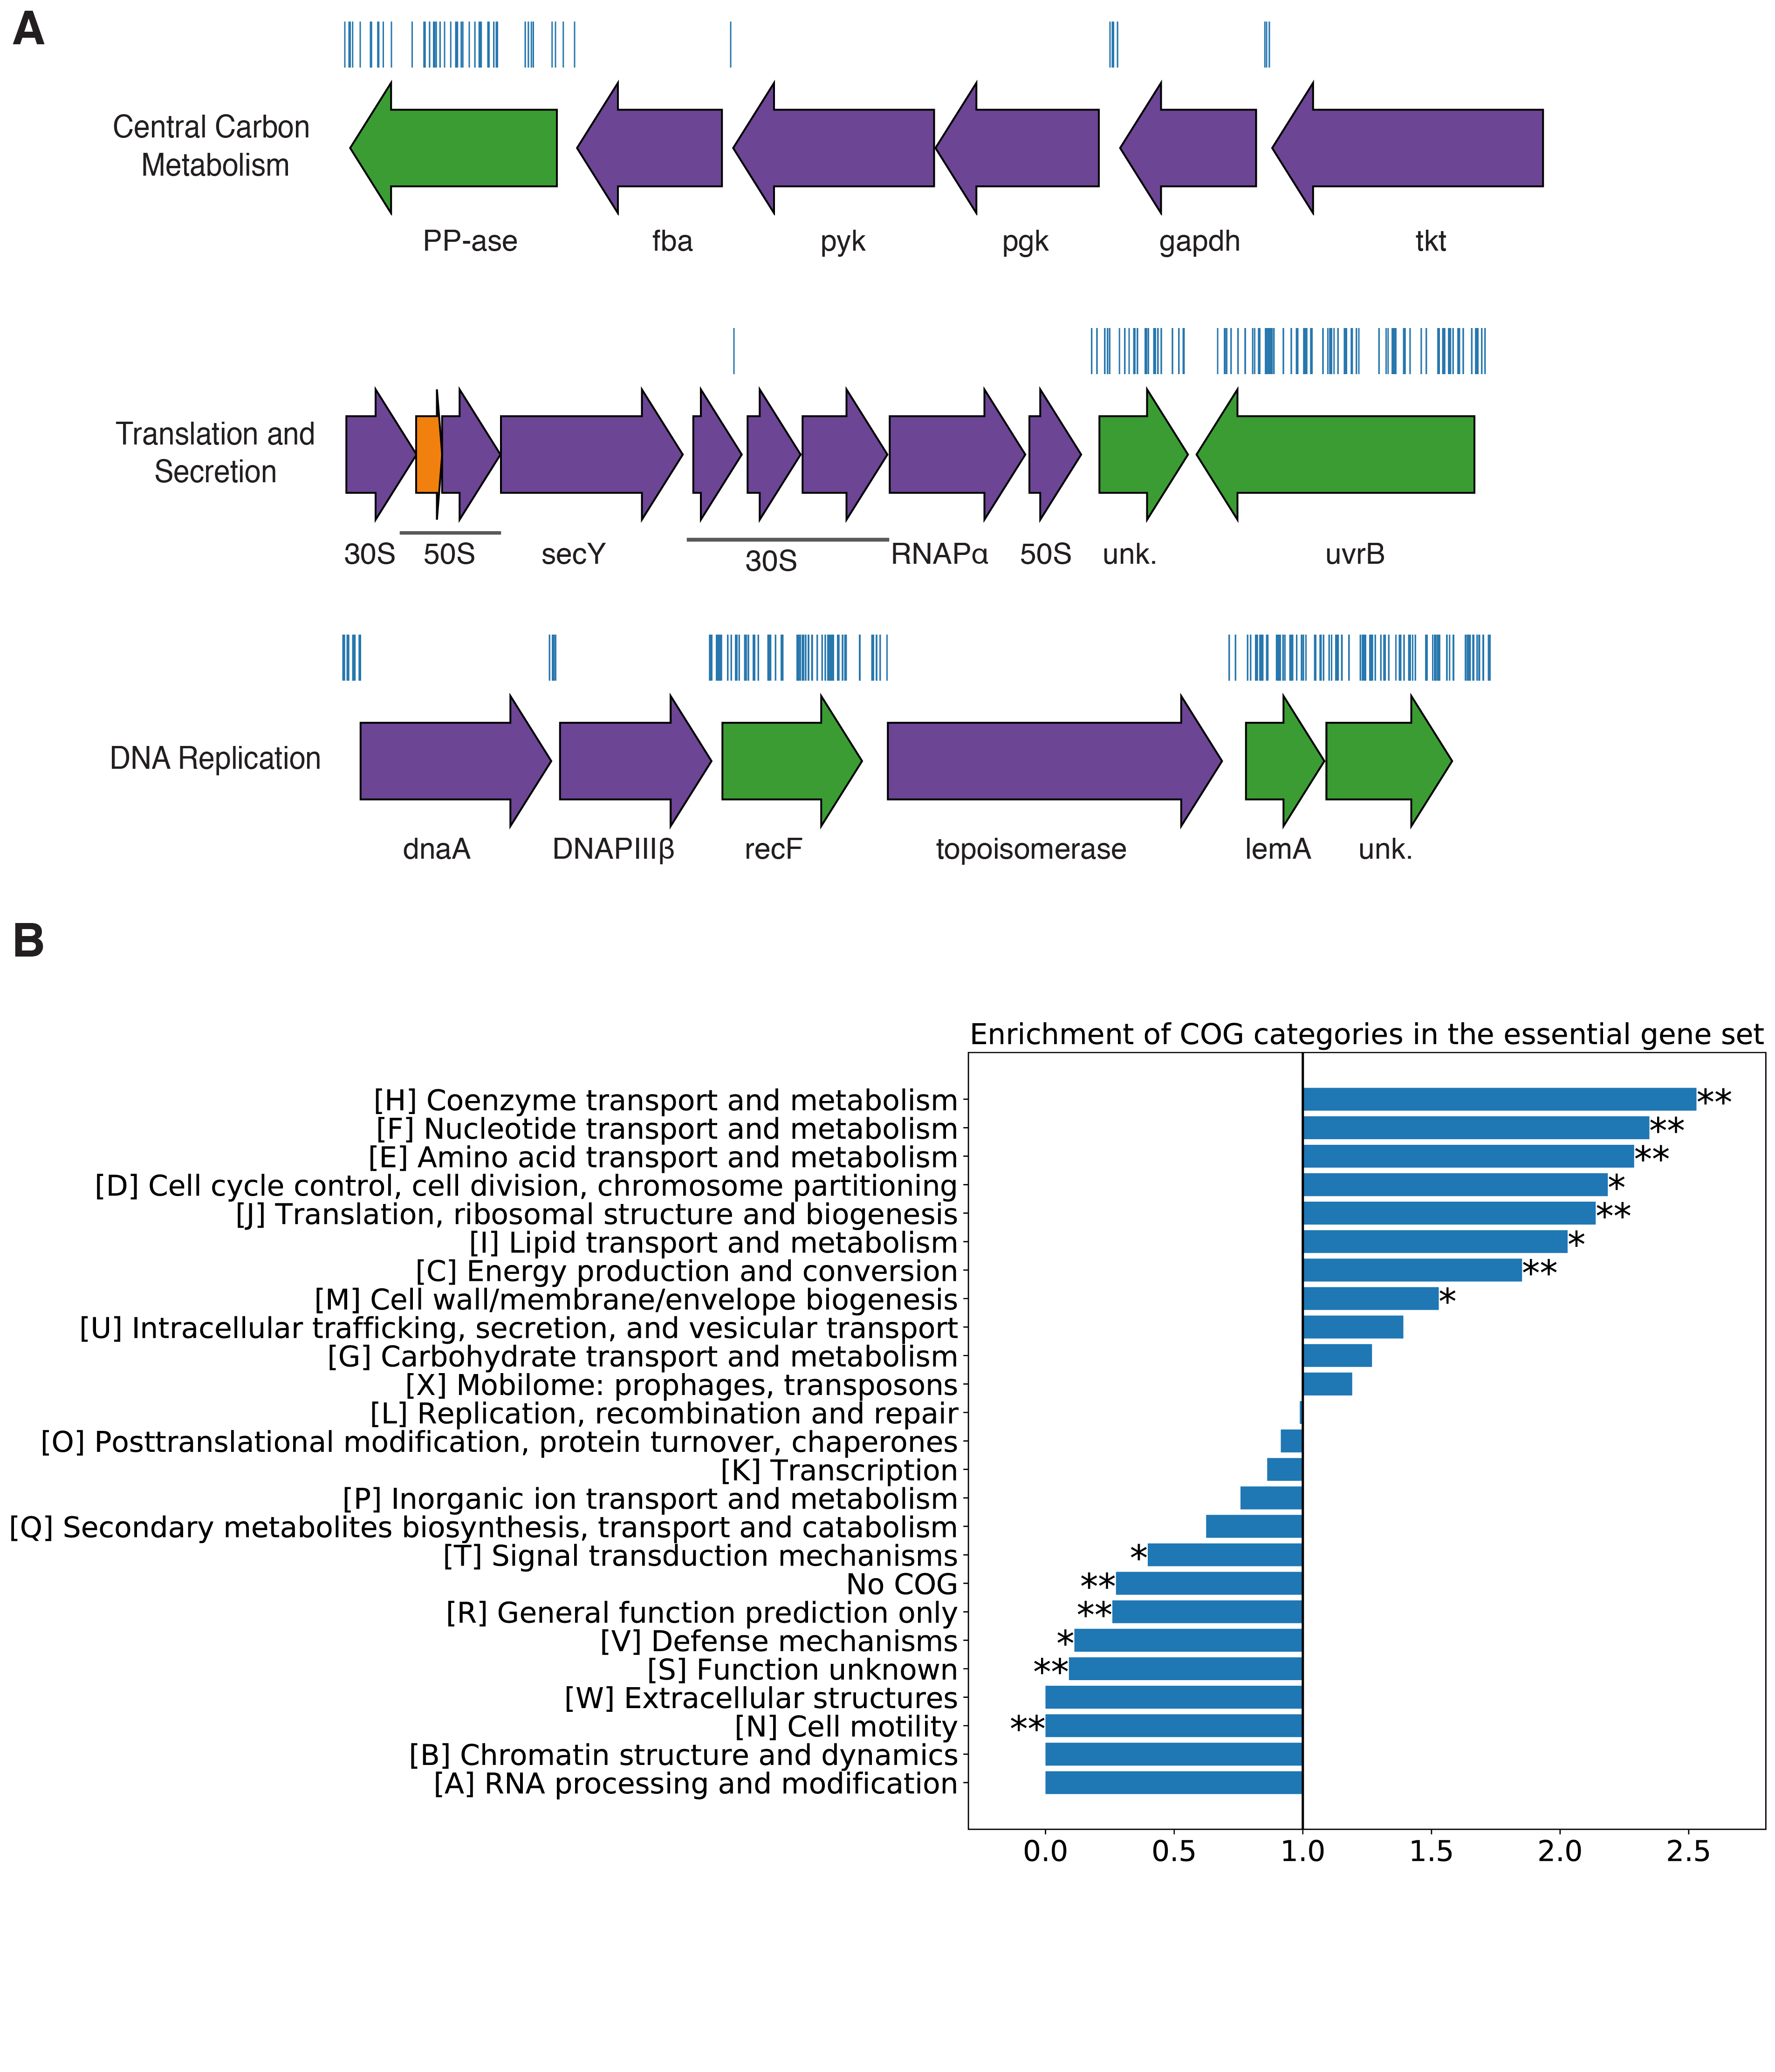 A
Central Carbon
Metabolism
PP-ase fba pyk pgk gapdh tkt
Translation and
Secretion
30S 50S secY 30S RNAPα 50S unk. uvrB
DNA Replication
dnaA DNAPIIIβ recF topoisomerase lemA unk.
B
Enrichment of COG categories in the essential gene set
[H] Coenzyme transport and metabolism **
[F] Nucleotide transport and metabolism **
[E] Amino acid transport and metabolism **
[D] Cell cycle control, cell division, chromosome partitioning *
[J] Translation, ribosomal structure and biogenesis **
[I] Lipid transport and metabolism *
[C] Energy production and conversion **
[M] Cell wall/membrane/envelope biogenesis *
[U] Intracellular trafficking, secretion, and vesicular transport
[G] Carbohydrate transport and metabolism
[X] Mobilome: prophages, transposons
[L] Replication, recombination and repair
[O] Posttranslational modification, protein turnover, chaperones
[K] Transcription
[P] Inorganic ion transport and metabolism
[Q] Secondary metabolites biosynthesis, transport and catabolism
[T] Signal transduction mechanisms *
No COG **
[R] General function prediction only **
[V] Defense mechanisms *
[S] Function unknown **
[W] Extracellular structures
[N] Cell motility **
[B] Chromatin structure and dynamics
[A] RNA processing and modification
0.0 0.5 1.0 1.5 2.0 2.5